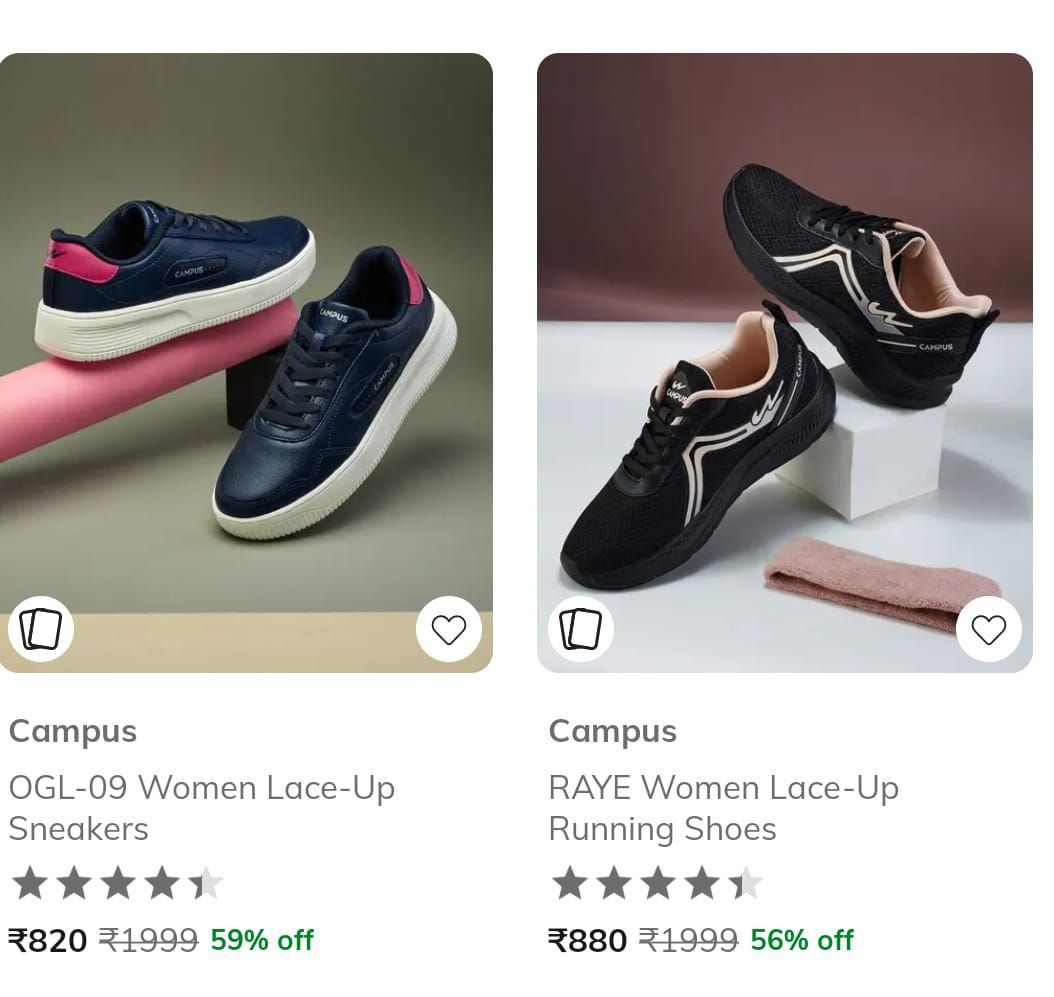 CAMPUS
CAMPUS
CAMPUS
CAMPUS
CAMPUS
CAMPUS
Campus
OGL-09 Women Lace-Up
Sneakers
₹820 ₹1999 59% off
Campus
RAYE Women Lace-Up
Running Shoes
₹880 ₹1999 56% off